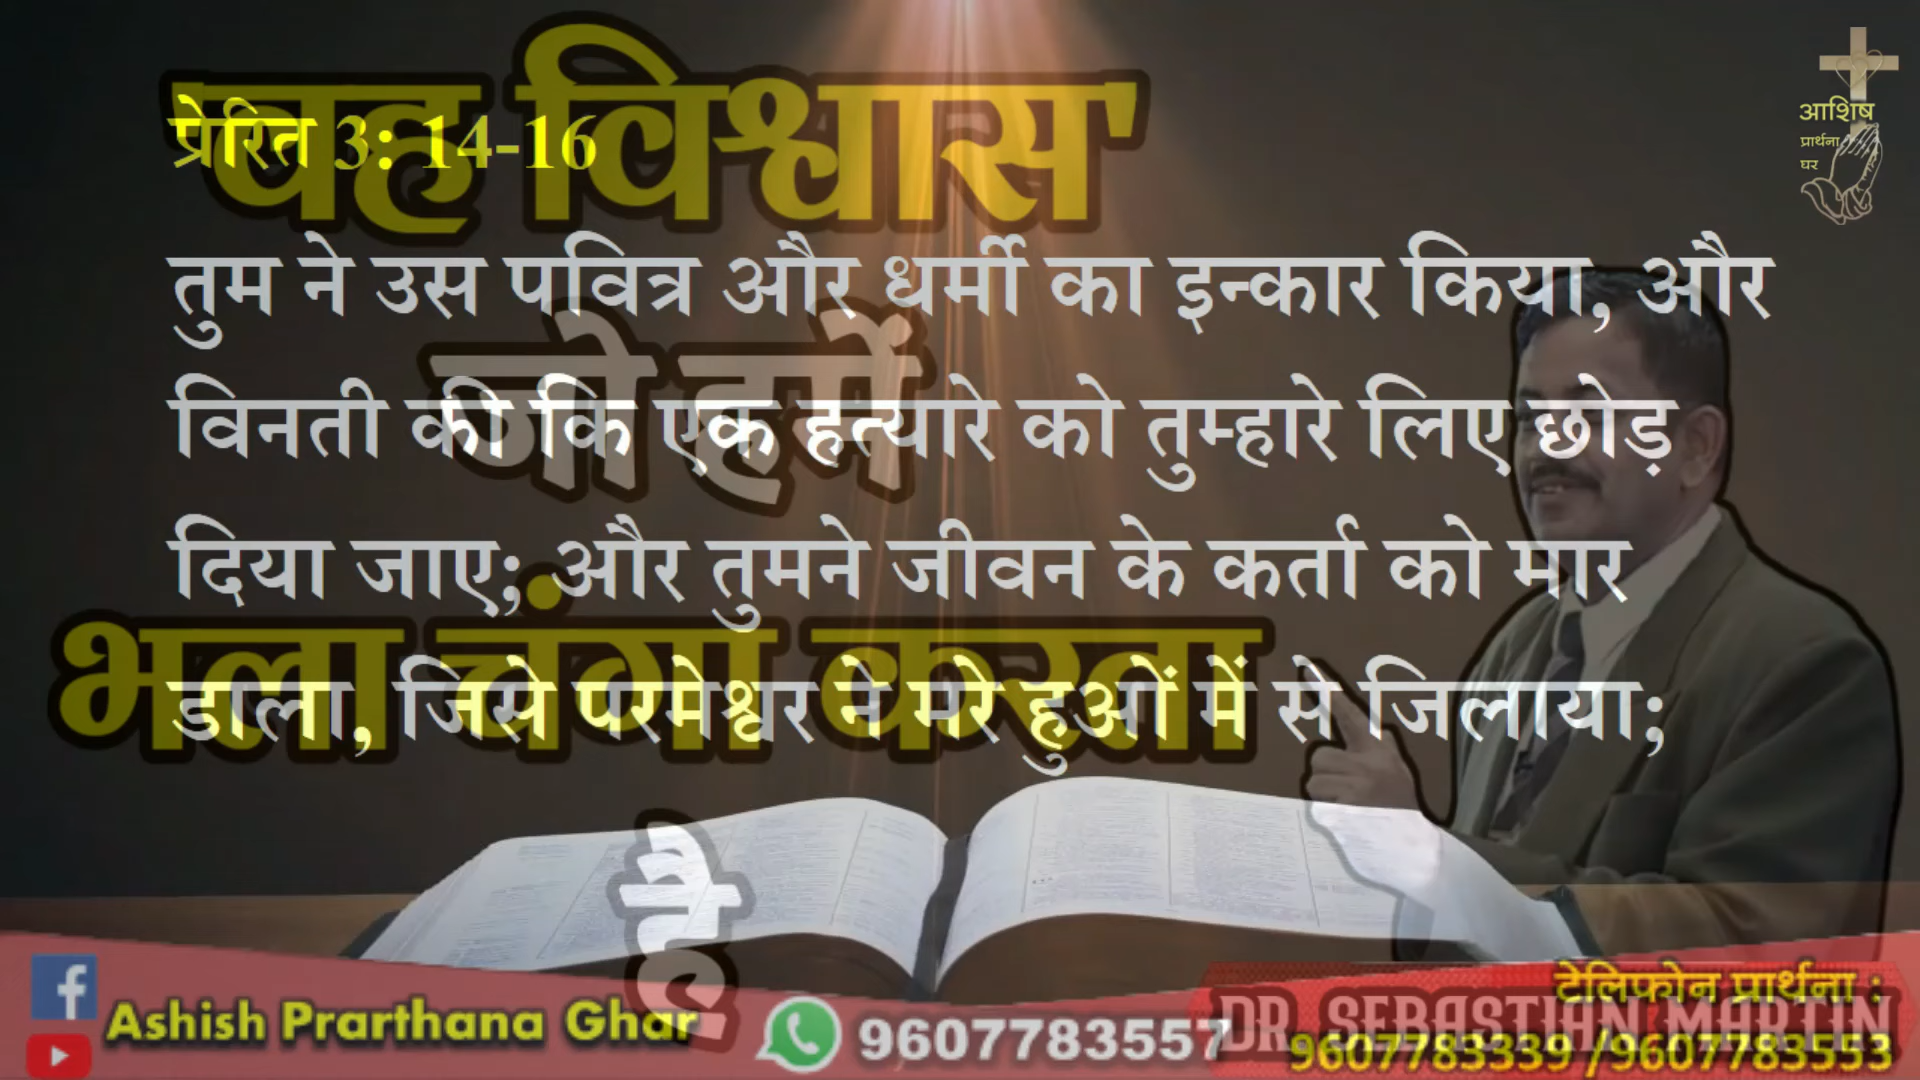 'वह विश्वास'
प्रेरित 3: 14-16
आशिष
प्रार्थना
घर
तुम ने उस पवित्र और धर्मी का इन्कार किया, और
जो हमें
विनती की कि एक हत्यारे को तुम्हारे लिए छोड़
दिया जाए; और तुमने जीवन के कर्ता को मार
भला चंगा करता
डाला, जिसे परमेश्वर ने मरे हुओं में से जिलाया;
है
Ashish Prarthana Ghar
9607783557
टेलिफोन प्रार्थना :
DR. SEBASTIAN MARTIN
9607783339 /9607783553